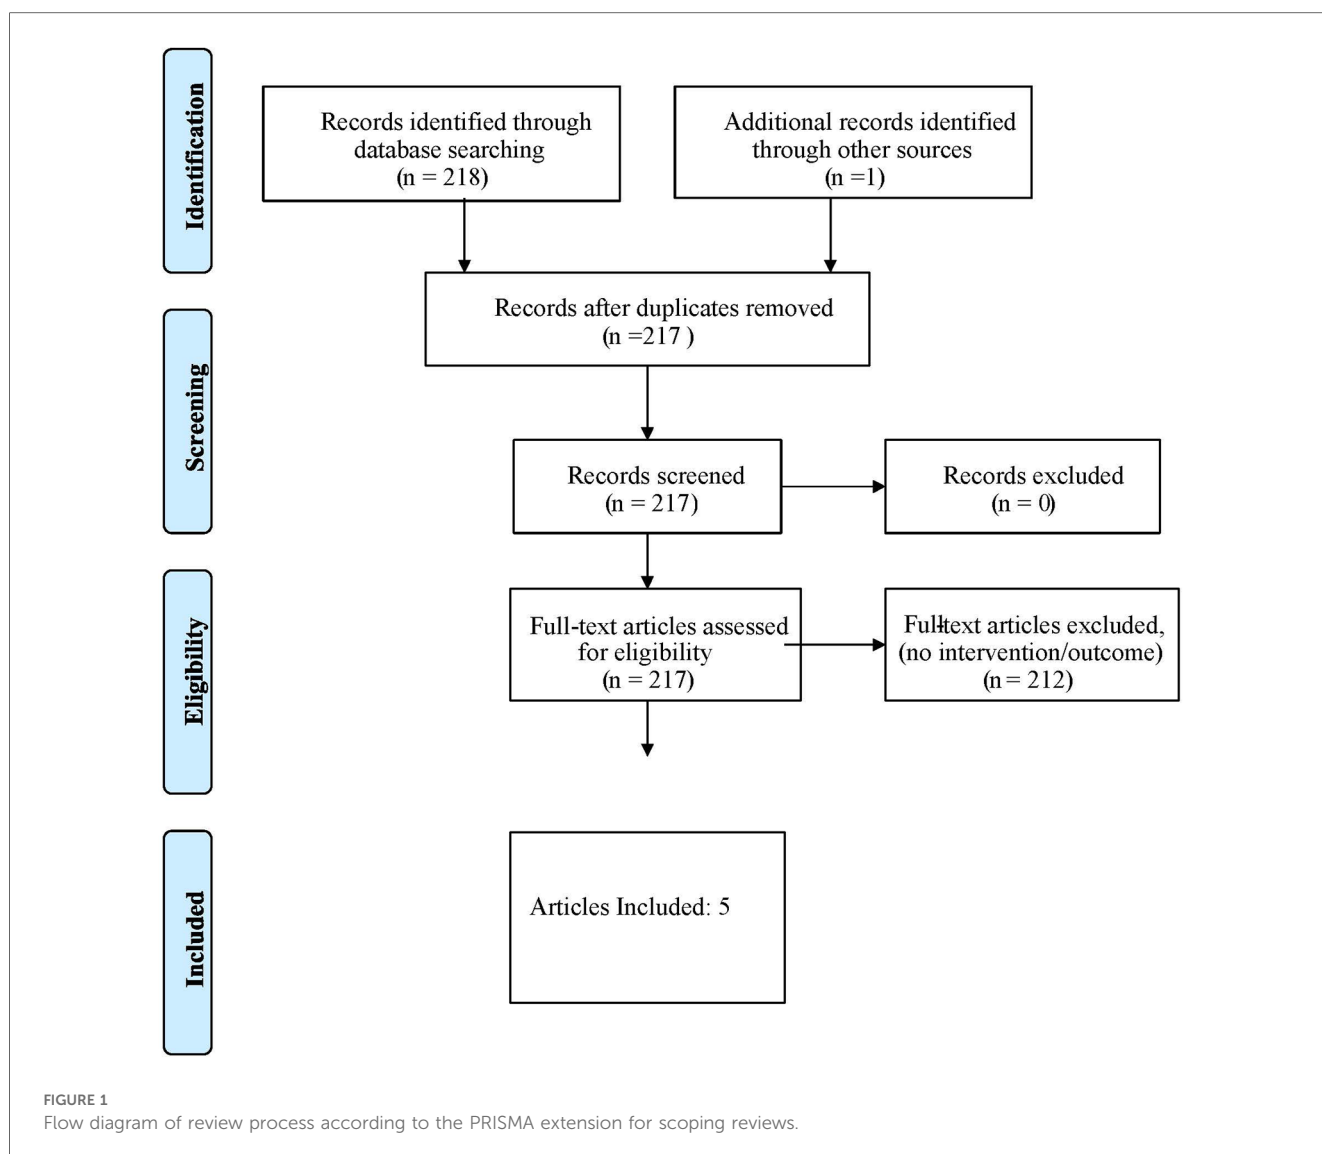 Identification
Records identified through
database searching
(n = 218)
Additional records identified
through other sources
(n =1)
Records after duplicates removed
(n =217 )
Screening
Records screened
(n = 217)
Records excluded
(n = 0)
Eligibility
Full-text articles assessed
for eligibility
(n = 217)
Full-text articles excluded,
(no intervention/outcome)
(n = 212)
Included
Articles Included: 5
FIGURE 1
Flow diagram of review process according to the PRISMA extension for scoping reviews.